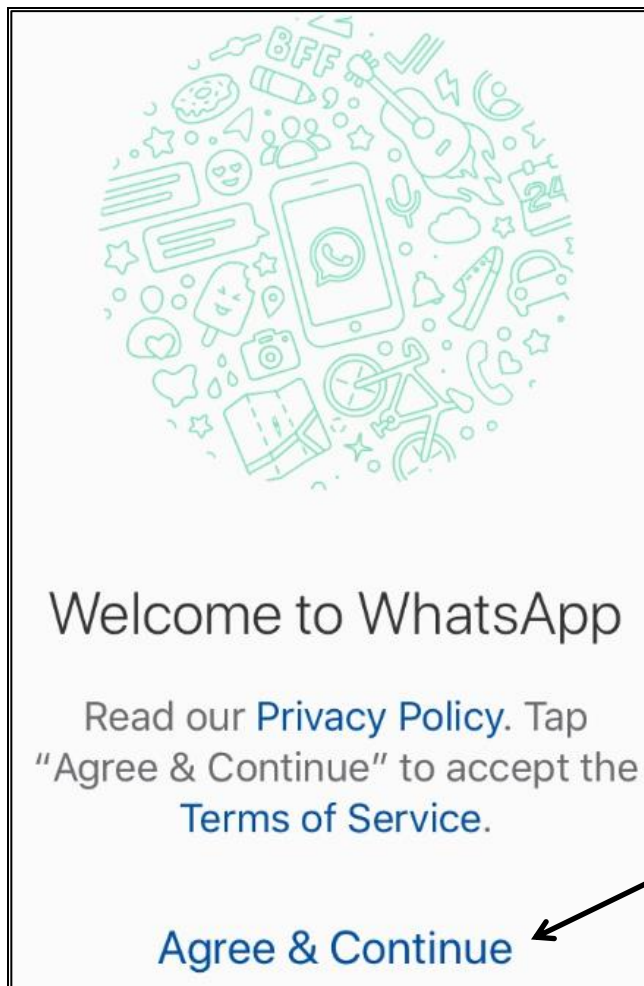 BFF
24
Welcome to WhatsApp
Read our Privacy Policy. Tap
“Agree & Continue” to accept the
Terms of Service.
Agree & Continue